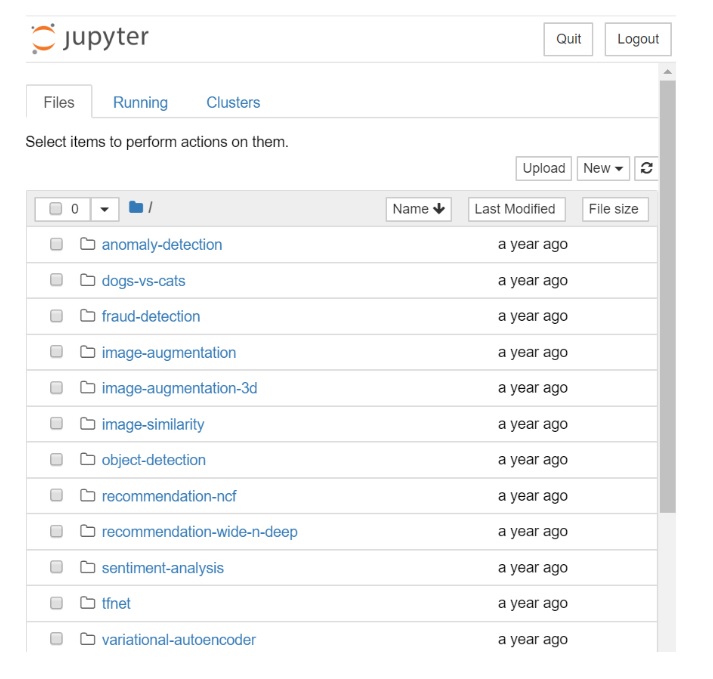 jupyter
Quit Logout
Files Running Clusters
Select items to perform actions on them.
Upload New
0 / Name Last Modified File size
anomaly-detection a year ago
dogs-vs-cats a year ago
fraud-detection a year ago
image-augmentation a year ago
image-augmentation-3d a year ago
image-similarity a year ago
object-detection a year ago
recommendation-ncf a year ago
recommendation-wide-n-deep a year ago
sentiment-analysis a year ago
tfnet a year ago
variational-autoencoder a year ago